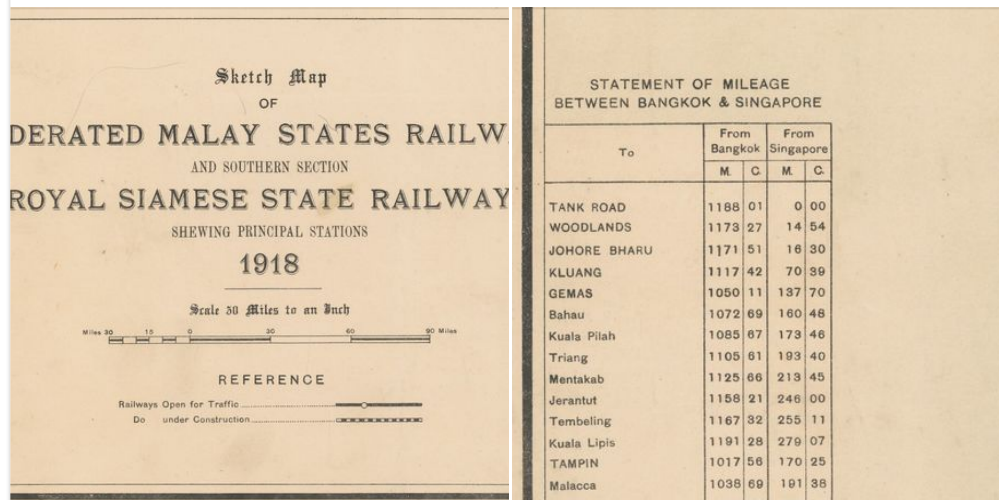 Sketch Map
OF
DERATED MALAY STATES RAILW
AND SOUTHERN SECTION
ROYAL SIAMESE STATE RAILWAY
SHEWING PRINCIPAL STATIONS
1918
Scale 30 Miles to an Inch
Miles 30 15 0 30 60 90 Miles
REFERENCE
Railways Open for Traffic
Do under Construction
STATEMENT OF MILEAGE
BETWEEN BANGKOK & SINGAPORE
To From Bangkok From Singapore
M. C. M. C.
TANK ROAD 1188 01 0 00
WOODLANDS 1173 27 14 54
JOHORE BHARU 1171 51 16 30
KLUANG 1117 42 70 39
GEMAS 1050 11 137 70
Bahau 1072 69 160 48
Kuala Pilah 1085 67 173 46
Triang 1105 61 193 40
Mentakab 1125 66 213 45
Jerantut 1158 21 246 00
Tembeling 1167 32 255 11
Kuala Lipis 1191 28 279 07
TAMPIN 1017 56 170 25
Malacca 1038 69 191 38